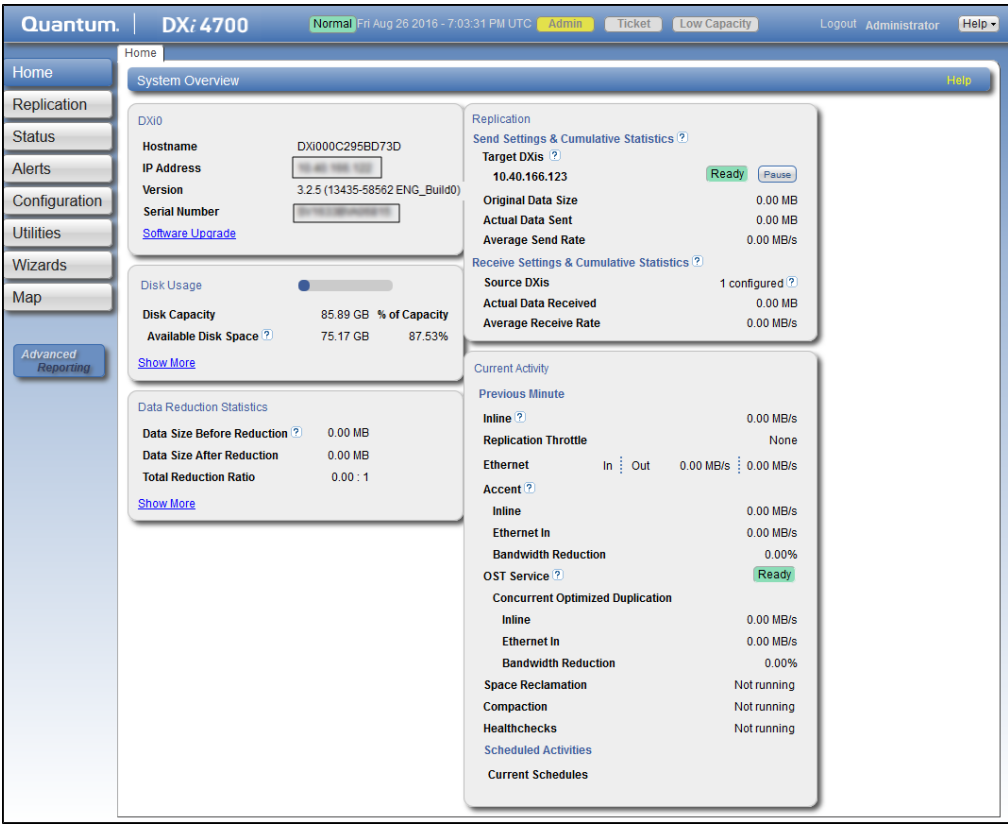 Quantum. DXi 4700 Normal Fri Aug 26 2016 - 7:03:31 PM UTC Admin Ticket Low Capacity Logout Administrator Help
Home
Home
Replication
Status
Alerts
Configuration
Utilities
Wizards
Map
Advanced
Reporting
System Overview Help
DXi0
Hostname DXi000C295BD73D
IP Address
Version 3.2.5 (13435-58562 ENG_Build0)
Serial Number
Software Upgrade
Disk Usage
Disk Capacity 85.89 GB % of Capacity
Available Disk Space ? 75.17 GB 87.53%
Show More
Data Reduction Statistics
Data Size Before Reduction ? 0.00 MB
Data Size After Reduction 0.00 MB
Total Reduction Ratio 0.00 : 1
Show More
Replication
Send Settings & Cumulative Statistics ?
Target DXis ?
10.40.166.123 Ready Pause
Original Data Size 0.00 MB
Actual Data Sent 0.00 MB
Average Send Rate 0.00 MB/s
Receive Settings & Cumulative Statistics ?
Source DXis 1 configured ?
Actual Data Received 0.00 MB
Average Receive Rate 0.00 MB/s
Current Activity
Previous Minute
Inline ? 0.00 MB/s
Replication Throttle None
Ethernet In Out 0.00 MB/s 0.00 MB/s
Accent ?
Inline 0.00 MB/s
Ethernet In 0.00 MB/s
Bandwidth Reduction 0.00%
OST Service ? Ready
Concurrent Optimized Duplication
Inline 0.00 MB/s
Ethernet In 0.00 MB/s
Bandwidth Reduction 0.00%
Space Reclamation Not running
Compaction Not running
Healthchecks Not running
Scheduled Activities
Current Schedules